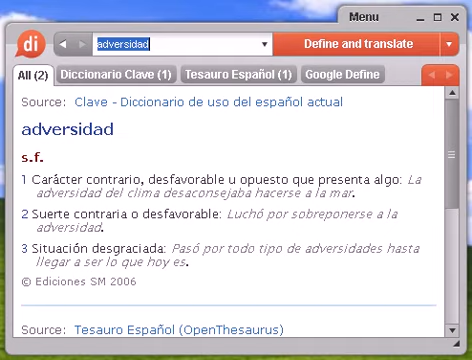 Menu
di
adversidad
Define and translate
All (2)
Diccionario Clave (1)
Tesauro Español (1)
Google Define
Source: Clave - Diccionario de uso del español actual
adversidad
s.f.
1 Carácter contrario, desfavorable u opuesto que presenta algo: La
adversidad del clima desaconsejaba hacerse a la mar.
2 Suerte contraria o desfavorable: Luchó por sobreponerse a la
adversidad.
3 Situación desgraciada: Pasó por todo tipo de adversidades hasta
llegar a ser lo que hoy es.
© Ediciones SM 2006
Source: Tesauro Español (OpenThesaurus)